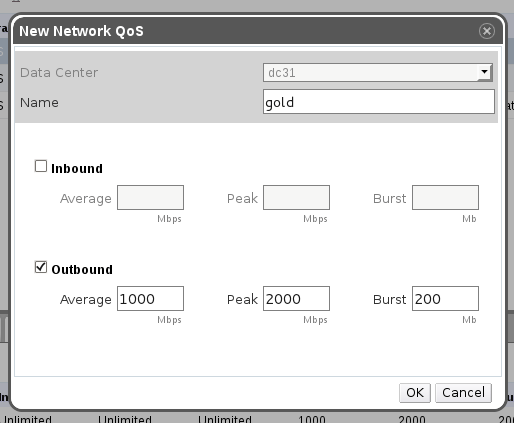 New Network QoS
Data Center dc31
Name gold
Inbound
Average Peak Burst
Mbps Mbps Mb
Outbound
Average 1000 Peak 2000 Burst 200
Mbps Mbps Mb
OK Cancel
Unlimited Unlimited Unlimited 1000 2000